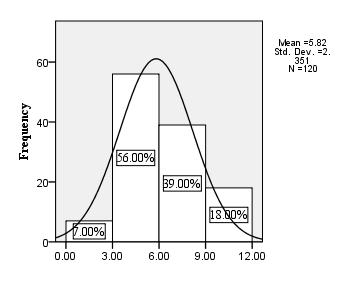 Mean =5.82
Std. Dev. =2.
351
N =120
Frequency
60
40
20
0
56.00%
39.00%
18.00%
7.00%
0.00 3.00 6.00 9.00 12.00